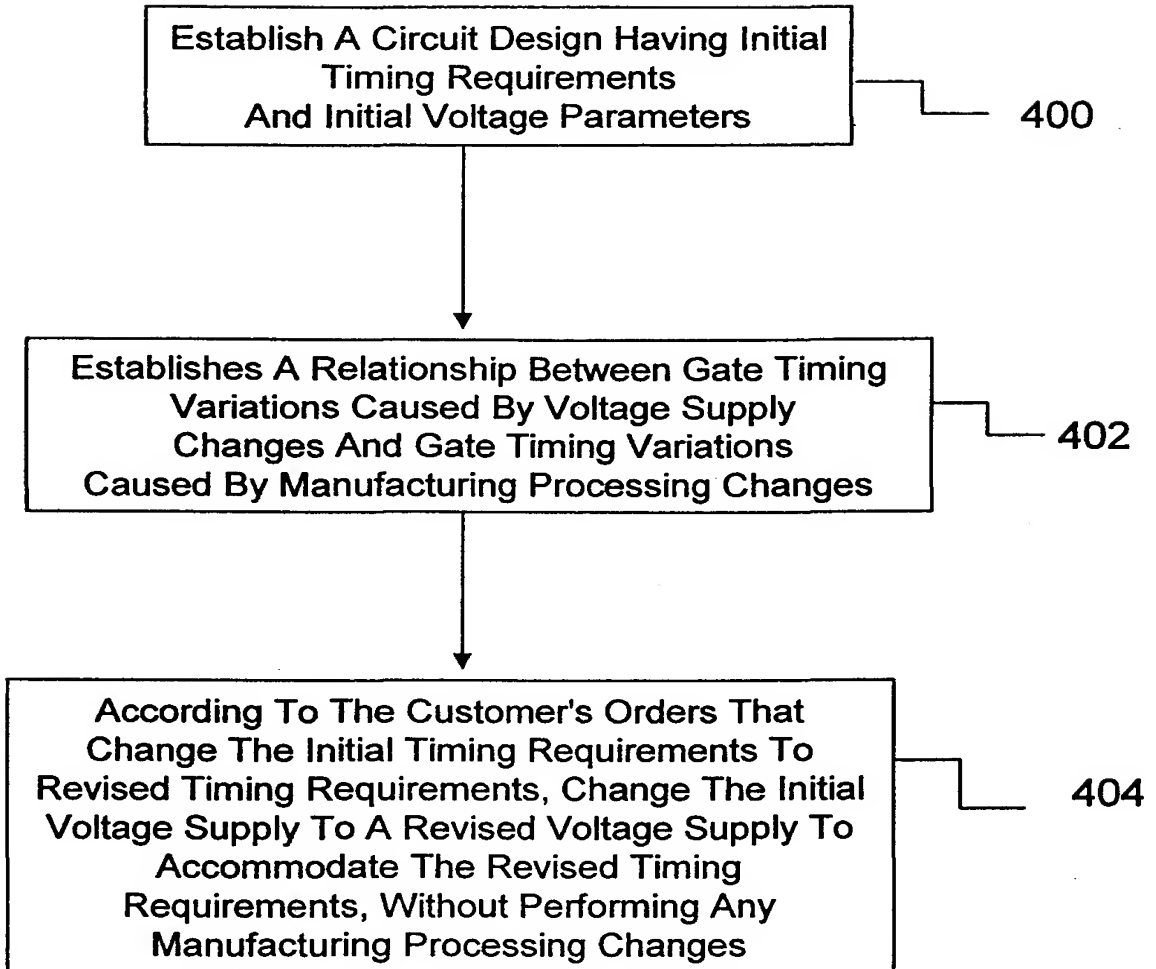 Establish A Circuit Design Having Initial
Timing Requirements
And Initial Voltage Parameters
400
Establishes A Relationship Between Gate Timing
Variations Caused By Voltage Supply
Changes And Gate Timing Variations
Caused By Manufacturing Processing Changes
402
According To The Customer's Orders That
Change The Initial Timing Requirements To
Revised Timing Requirements, Change The Initial
Voltage Supply To A Revised Voltage Supply To
Accommodate The Revised Timing
Requirements, Without Performing Any
Manufacturing Processing Changes
404